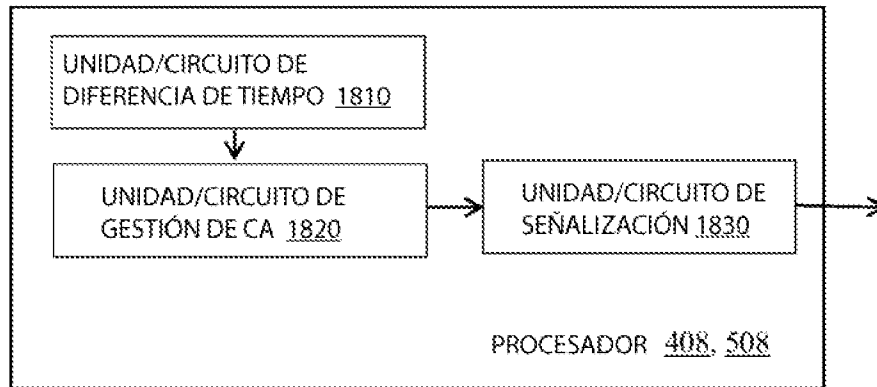 UNIDAD/CIRCUITO DE
DIFERENCIA DE TIEMPO 1810
UNIDAD/CIRCUITO DE
GESTIÓN DE CA 1820
UNIDAD/CIRCUITO DE
SEÑALIZACIÓN 1830
PROCESADOR 408, 508